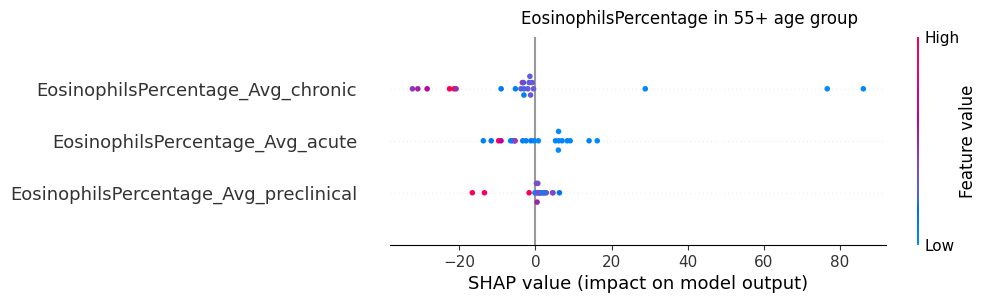 EosinophilsPercentage in 55+ age group
High
EosinophilsPercentage_Avg_chronic
EosinophilsPercentage_Avg_acute
EosinophilsPercentage_Avg_preclinical
Feature value
Low
−20 0 20 40 60 80
SHAP value (impact on model output)